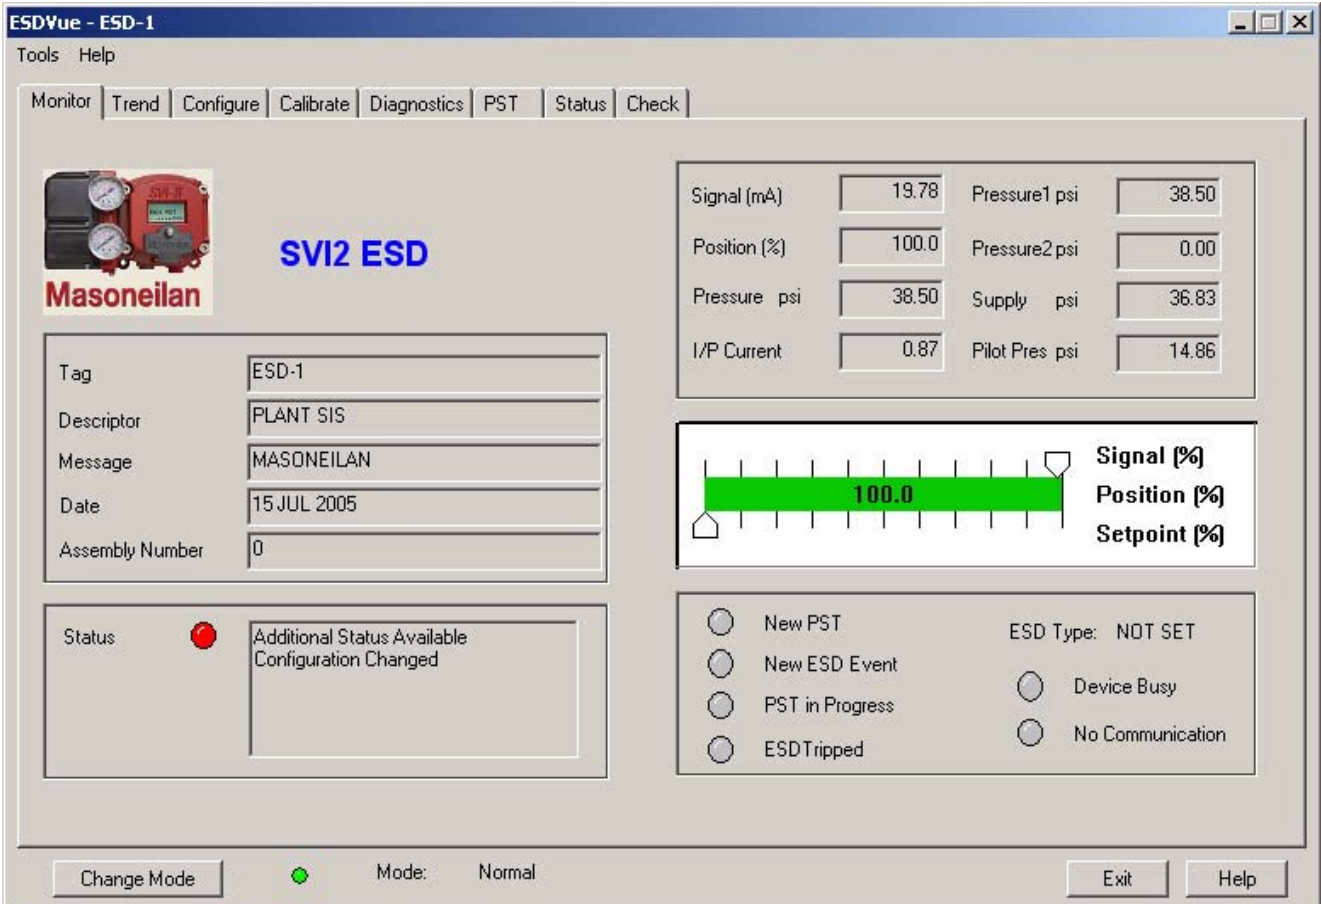 ESDVue - ESD-1
Tools Help
Monitor Trend Configure Calibrate Diagnostics PST Status Check
SVI-II
Masoneilan
SVI2 ESD
Signal (mA) 19.78 Pressure1 psi 38.50
Position (%) 100.0 Pressure2 psi 0.00
Pressure psi 38.50 Supply psi 36.83
I/P Current 0.87 Pilot Pres psi 14.86
Tag ESD-1
Descriptor PLANT SIS
Message MASONEILAN
Date 15 JUL 2005
Assembly Number 0
100.0
Signal (%)
Position (%)
Setpoint (%)
Status Additional Status Available
Configuration Changed
New PST
New ESD Event
PST in Progress
ESDTripped
ESD Type: NOT SET
Device Busy
No Communication
Change Mode Mode: Normal Exit Help